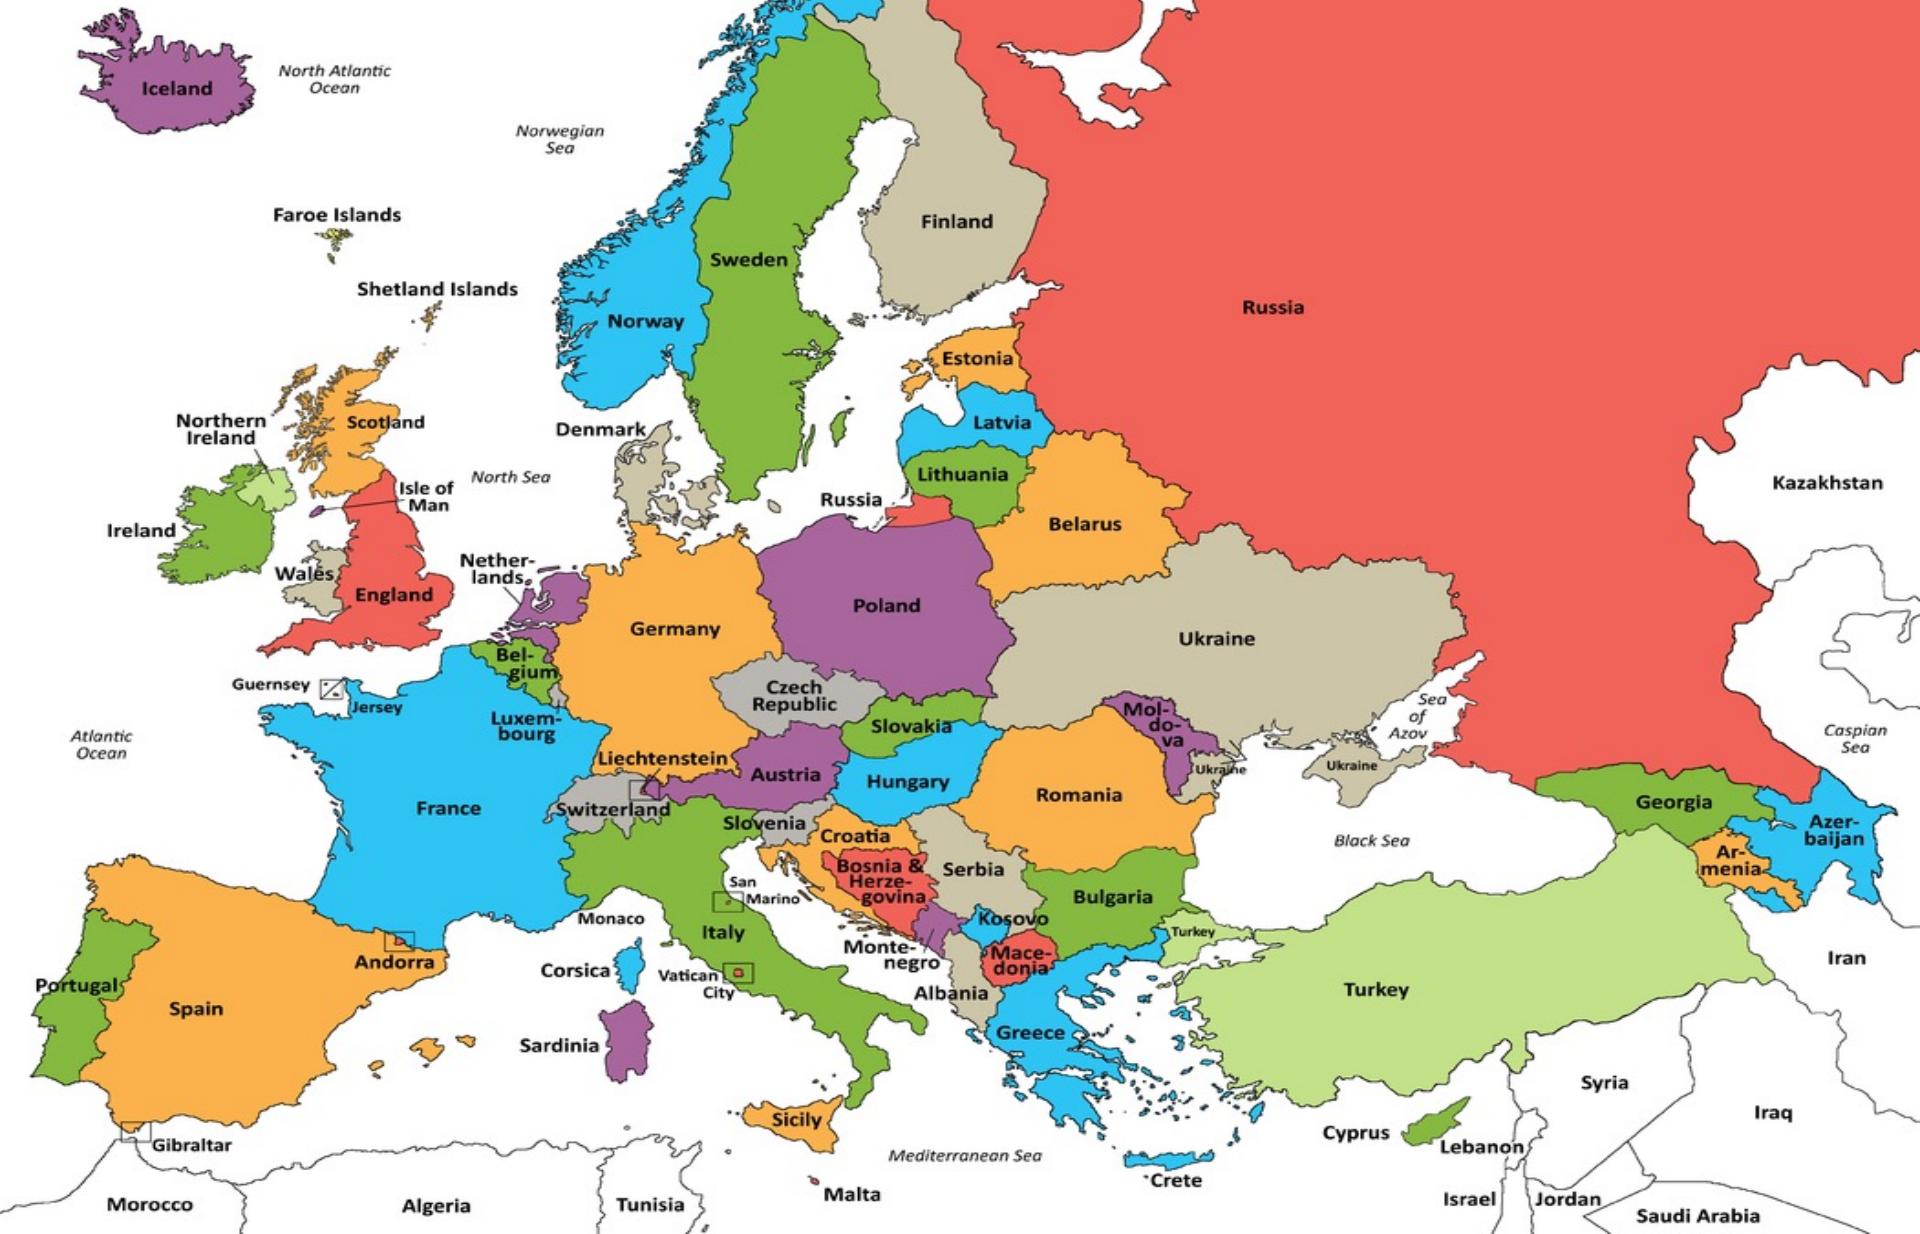 Iceland
North Atlantic
Ocean
Norwegian
Sea
Faroe Islands
Shetland Islands
Finland
Sweden
Norway
Russia
Estonia
Latvia
Lithuania
Northern
Ireland
Scotland
Denmark
North Sea
Isle of
Man
Russia
Belarus
Kazakhstan
Ireland
Wales
England
Nether-
lands
Germany
Poland
Ukraine
Bel-
gium
Guernsey
Jersey
Luxem-
bourg
Czech
Republic
Slovakia
Mol-
do-
va
Sea
of
Azov
Atlantic
Ocean
Caspian
Sea
Liechtenstein
Austria
Hungary
Ukraine
Ukraine
France
Switzerland
Slovenia
Croatia
Romania
Georgia
Azer-
baijan
Black Sea
Ar-
menia
Bosnia &
Herze-
govina
Serbia
San
Marino
Bulgaria
Monaco
Italy
Kosovo
Turkey
Monte-
negro
Mace-
donia
Andorra
Corsica
Vatican
City
Iran
Portugal
Spain
Albania
Turkey
Greece
Sardinia
Syria
Sicily
Iraq
Cyprus
Lebanon
Gibraltar
Mediterranean Sea
Crete
Malta
Morocco
Algeria
Tunisia
Israel
Jordan
Saudi Arabia